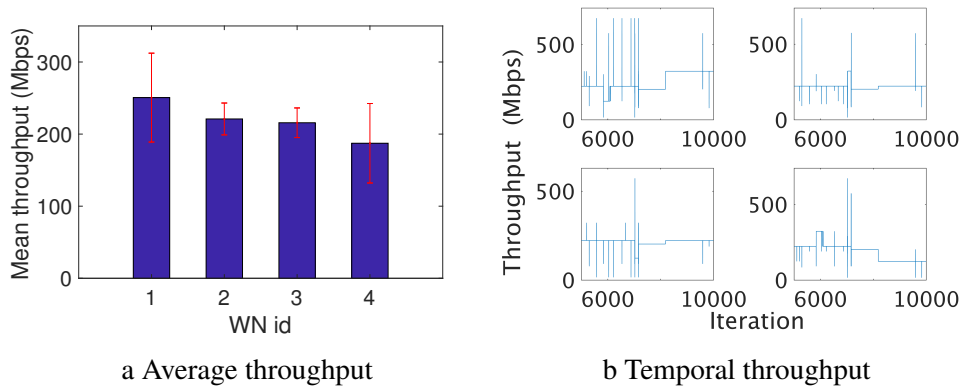 Mean throughput (Mbps)
300
200
100
0
1 2 3 4
WN id
a Average throughput
Throughput (Mbps)
500
0
6000 10000
500
0
6000 10000
500
0
6000 10000
500
0
6000 10000
Iteration
b Temporal throughput